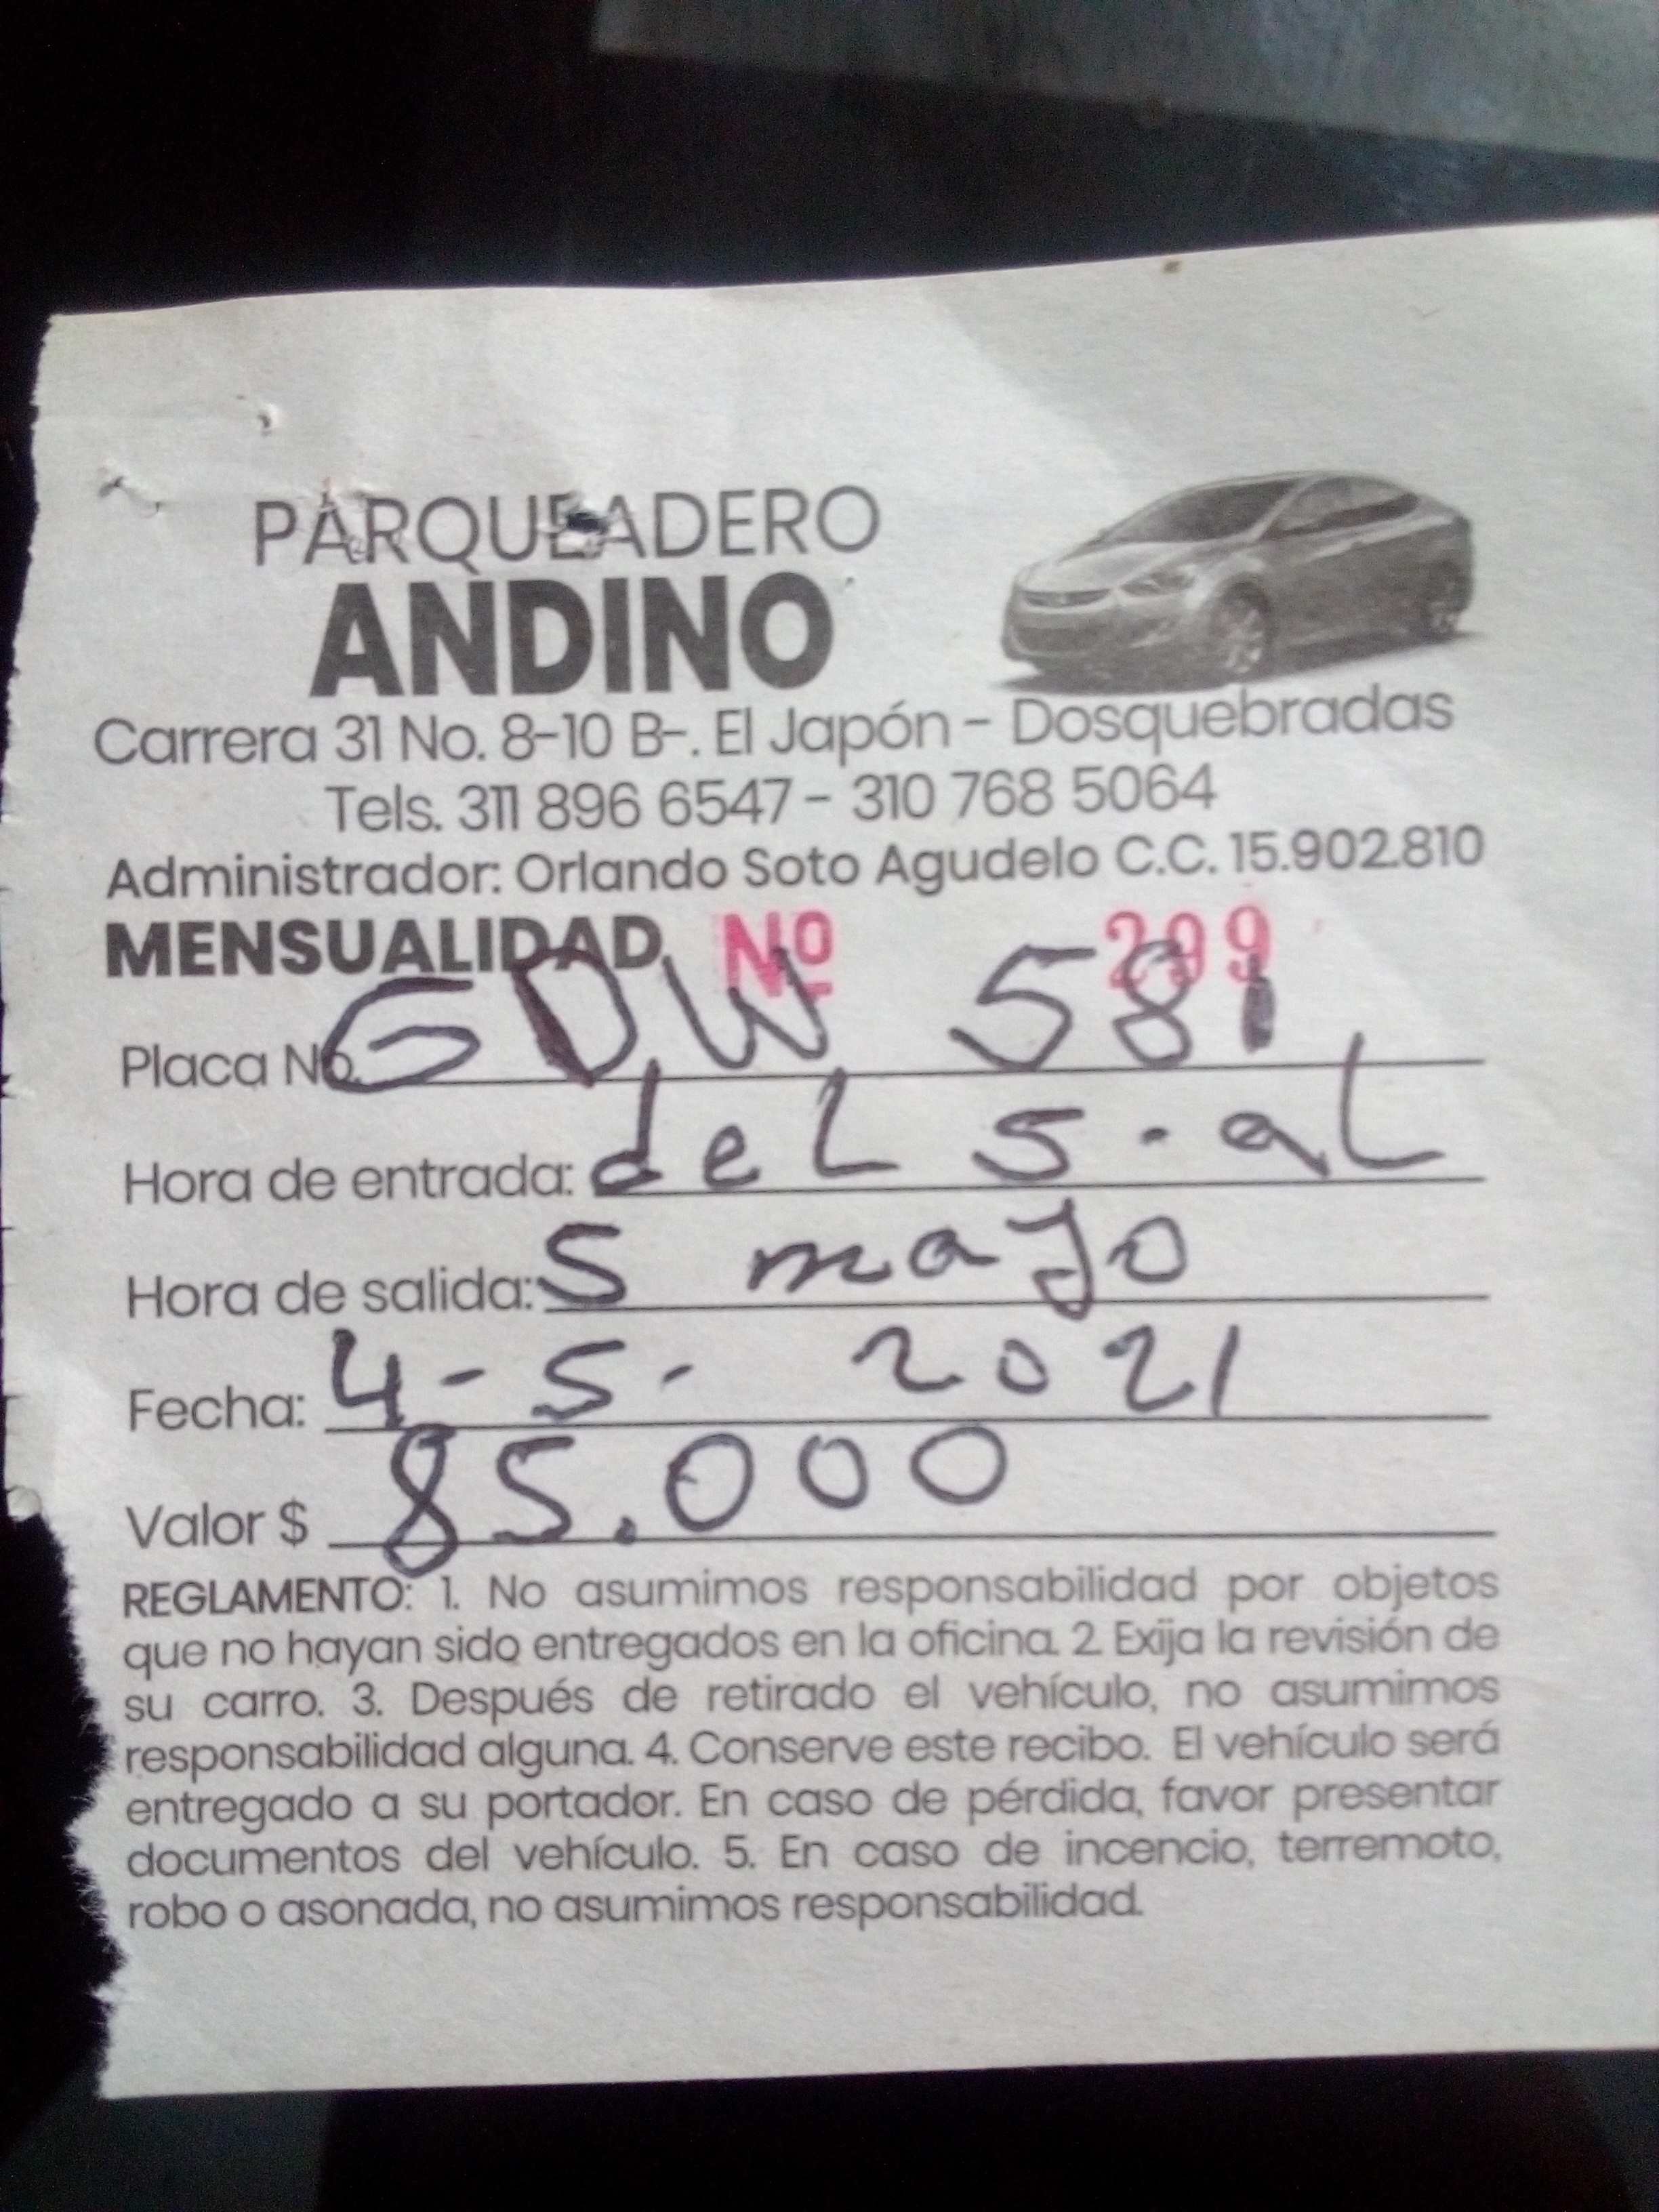 PARQUEADERO
ANDINO
Carrera 31 No. 8-10 B-. El Japón - Dosquebradas
Tels. 311 896 6547 - 310 768 5064
Administrador: Orlando Soto Agudelo C.C. 15.902.810
MENSUALIDAD Nº 299
Placa No. GDW 581
Hora de entrada: del 5 - al
Hora de salida: 5 mayo
Fecha: 4-5-2021
Valor $ 85.000
REGLAMENTO: 1. No asumimos responsabilidad por objetos
que no hayan sido entregados en la oficina. 2. Exija la revisión de
su carro. 3. Después de retirado el vehículo, no asumimos
responsabilidad alguna. 4. Conserve este recibo. El vehículo será
entregado a su portador. En caso de pérdida, favor presentar
documentos del vehículo. 5. En caso de incencio, terremoto,
robo o asonada, no asumimos responsabilidad.